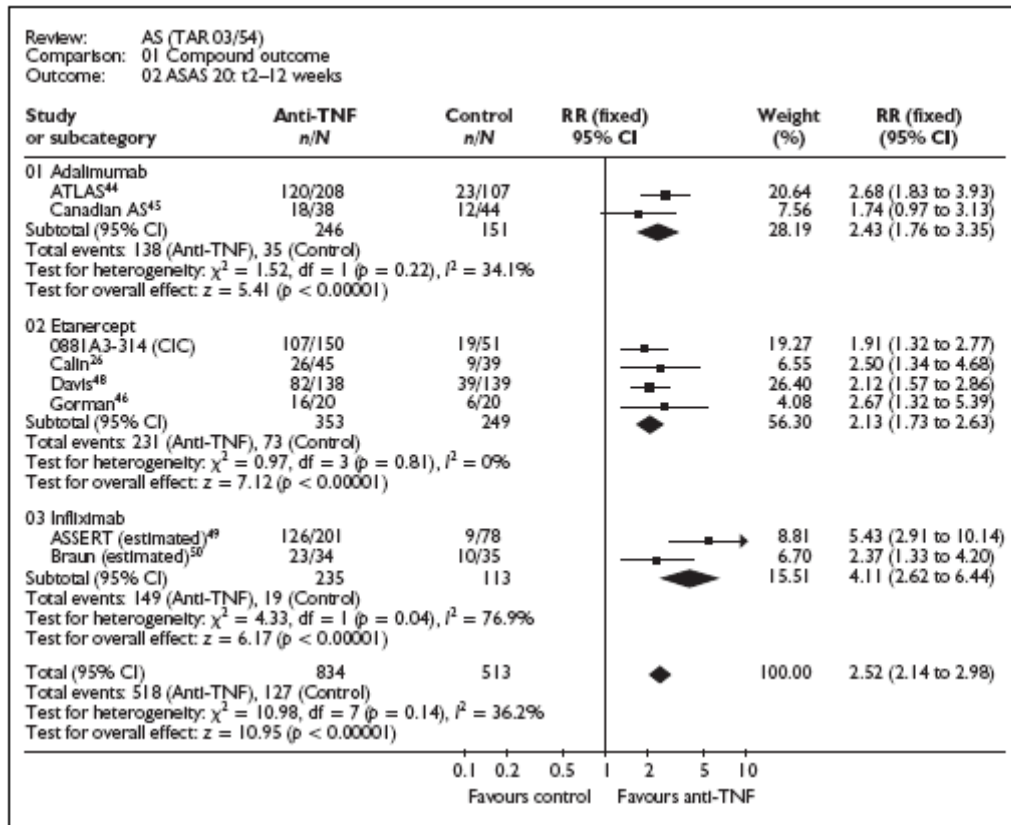 Review: AS (TAR 03/54)
Comparison: 01 Compound outcome
Outcome: 02 ASAS 20: t2–12 weeks
Study Anti-TNF Control RR (fixed) Weight RR (fixed)
or subcategory n/N n/N 95% CI (%) (95% CI)
01 Adalimumab
ATLAS44 120/208 23/107 20.64 2.68 (1.83 to 3.93)
Canadian AS45 18/38 12/44 7.56 1.74 (0.97 to 3.13)
Subtotal (95% CI) 246 151 28.19 2.43 (1.76 to 3.35)
Total events: 138 (Anti-TNF), 35 (Control)
Test for heterogeneity: χ2 = 1.52, df = 1 (p = 0.22), I2 = 34.1%
Test for overall effect: z = 5.41 (p < 0.00001)
02 Etanercept
0881A3-314 (CIC) 107/150 19/51 19.27 1.91 (1.32 to 2.77)
Calin26 26/45 9/39 6.55 2.50 (1.34 to 4.68)
Davis48 82/138 39/139 26.40 2.12 (1.57 to 2.86)
Gorman46 16/20 6/20 4.08 2.67 (1.32 to 5.39)
Subtotal (95% CI) 353 249 56.30 2.13 (1.73 to 2.63)
Total events: 231 (Anti-TNF), 73 (Control)
Test for heterogeneity: χ2 = 0.97, df = 3 (p = 0.81), I2 = 0%
Test for overall effect: z = 7.12 (p < 0.00001)
03 Infliximab
ASSERT (estimated)49 126/201 9/78 8.81 5.43 (2.91 to 10.14)
Braun (estimated)50 23/34 10/35 6.70 2.37 (1.33 to 4.20)
Subtotal (95% CI) 235 113 15.51 4.11 (2.62 to 6.44)
Total events: 149 (Anti-TNF), 19 (Control)
Test for heterogeneity: χ2 = 4.33, df = 1 (p = 0.04), I2 = 76.9%
Test for overall effect: z = 6.17 (p < 0.00001)
Total (95% CI) 834 513 100.00 2.52 (2.14 to 2.98)
Total events: 518 (Anti-TNF), 127 (Control)
Test for heterogeneity: χ2 = 10.98, df = 7 (p = 0.14), I2 = 36.2%
Test for overall effect: z = 10.95 (p < 0.00001)
0.1 0.2 0.5 1 2 5 10
Favours control Favours anti-TNF